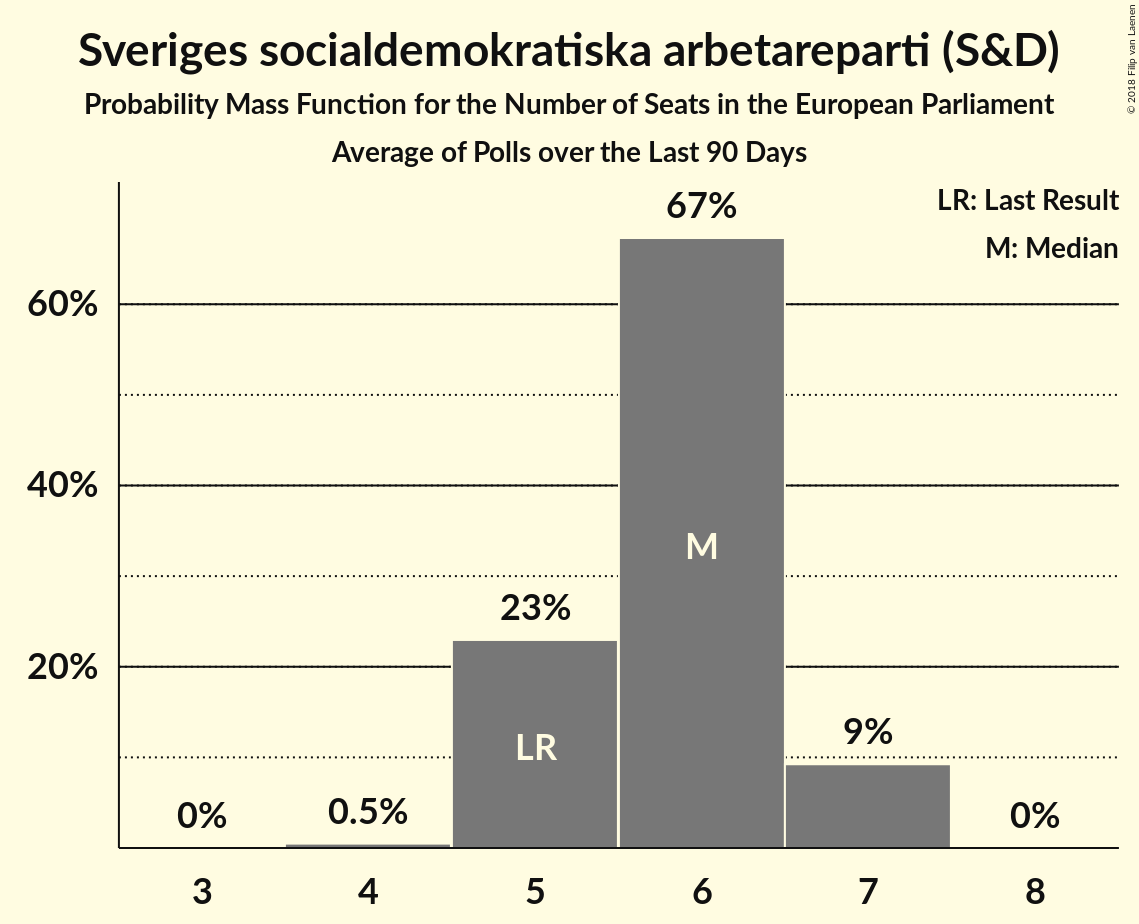 Sveriges socialdemokratiska arbetareparti (S&D)
Probability Mass Function for the Number of Seats in the European Parliament
Average of Polls over the Last 90 Days
© 2018 Filip van Laenen
LR: Last Result
M: Median
67%
60%
40%
M
23%
20%
9%
LR
0%
0.5%
0%
3 4 5 6 7 8